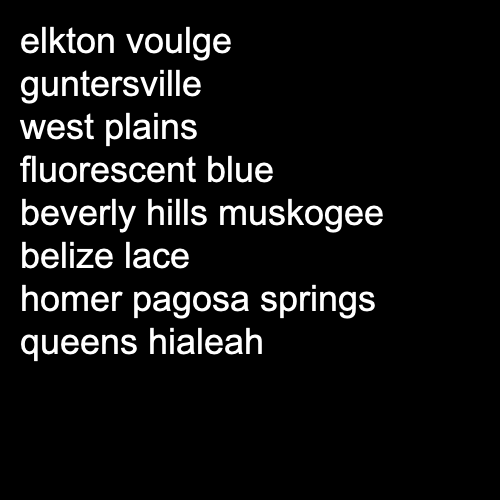 elkton voulge
guntersville
west plains
fluorescent blue
beverly hills muskogee
belize lace
homer pagosa springs
queens hialeah